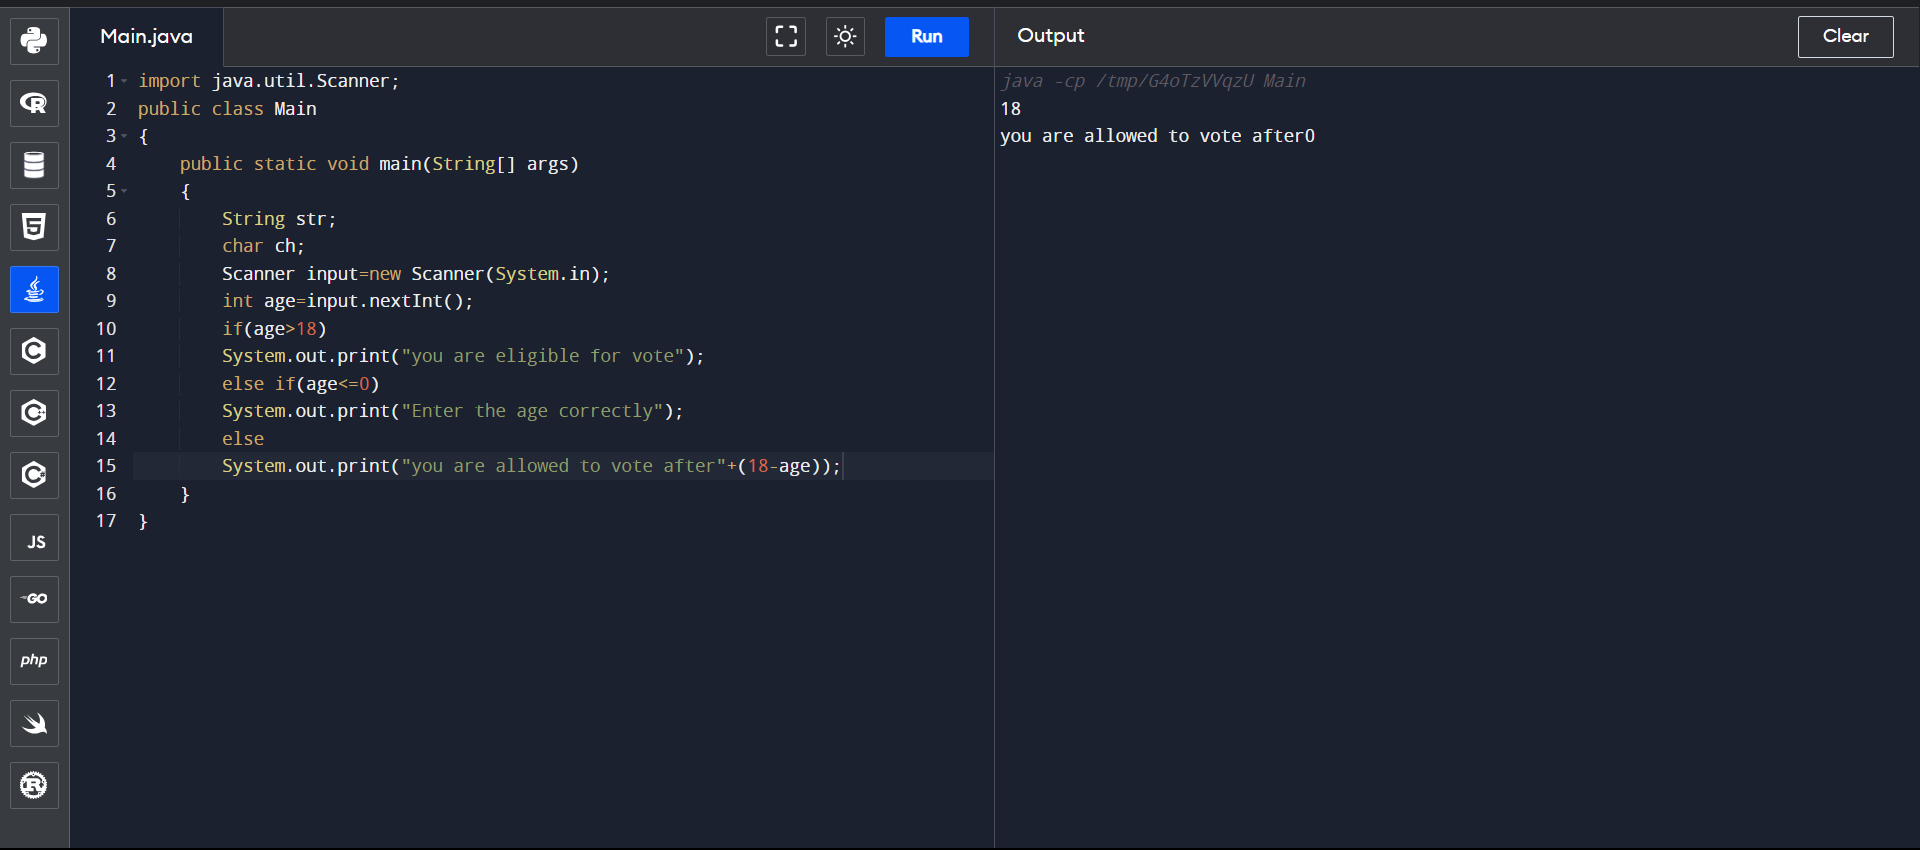 Main.java
Run
Output
Clear
1 import java.util.Scanner;
2 public class Main
3 {
4 public static void main(String[] args)
5 {
6 String str;
7 char ch;
8 Scanner input=new Scanner(System.in);
9 int age=input.nextInt();
10 if(age>18)
11 System.out.print("you are eligible for vote");
12 else if(age<=0)
13 System.out.print("Enter the age correctly");
14 else
15 System.out.print("you are allowed to vote after"+(18-age));
16 }
17 }
java -cp /tmp/G4oTzVVqzU Main
18
you are allowed to vote after0
R
5
C
C
C
JS
GO
php
R